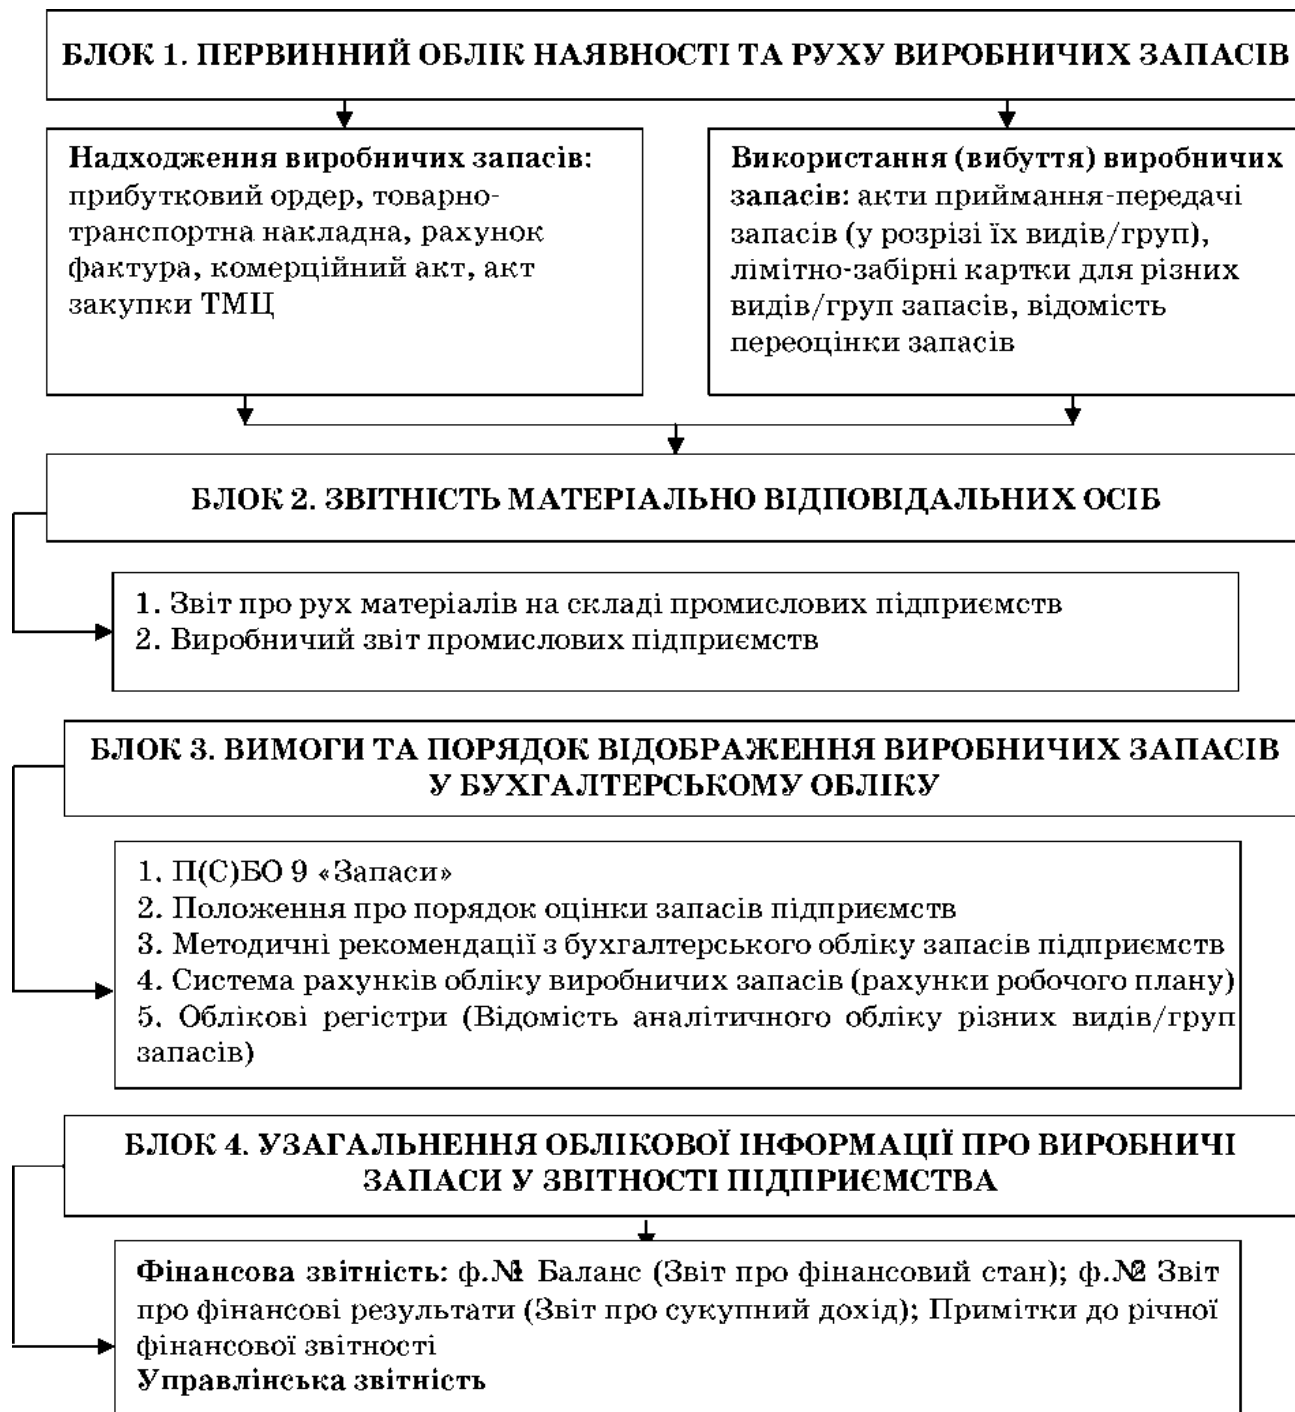 БЛОК 1. ПЕРВИННИЙ ОБЛІК НАЯВНОСТІ ТА РУХУ ВИРОБНИЧИХ ЗАПАСІВ
Надходження виробничих запасів:
прибутковий ордер, товарно-
транспортна накладна, рахунок
фактура, комерційний акт, акт
закупки ТМЦ
Використання (вибуття) виробничих
запасів: акти приймання-передачі
запасів (у розрізі їх видів/груп),
лімітно-забірні картки для різних
видів/груп запасів, відомість
переоцінки запасів
БЛОК 2. ЗВІТНІСТЬ МАТЕРІАЛЬНО ВІДПОВІДАЛЬНИХ ОСІБ
1. Звіт про рух матеріалів на складі промислових підприємств
2. Виробничий звіт промислових підприємств
БЛОК 3. ВИМОГИ ТА ПОРЯДОК ВІДОБРАЖЕННЯ ВИРОБНИЧИХ ЗАПАСІВ
У БУХГАЛТЕРСЬКОМУ ОБЛІКУ
1. П(С)БО 9 «Запаси»
2. Положення про порядок оцінки запасів підприємств
3. Методичні рекомендації з бухгалтерського обліку запасів підприємств
4. Система рахунків обліку виробничих запасів (рахунки робочого плану)
5. Облікові регістри (Відомість аналітичного обліку різних видів/груп
запасів)
БЛОК 4. УЗАГАЛЬНЕННЯ ОБЛІКОВОЇ ІНФОРМАЦІЇ ПРО ВИРОБНИЧІ
ЗАПАСИ У ЗВІТНОСТІ ПІДПРИЄМСТВА
Фінансова звітність: ф.№1 Баланс (Звіт про фінансовий стан); ф.№2 Звіт
про фінансові результати (Звіт про сукупний дохід); Примітки до річної
фінансової звітності
Управлінська звітність